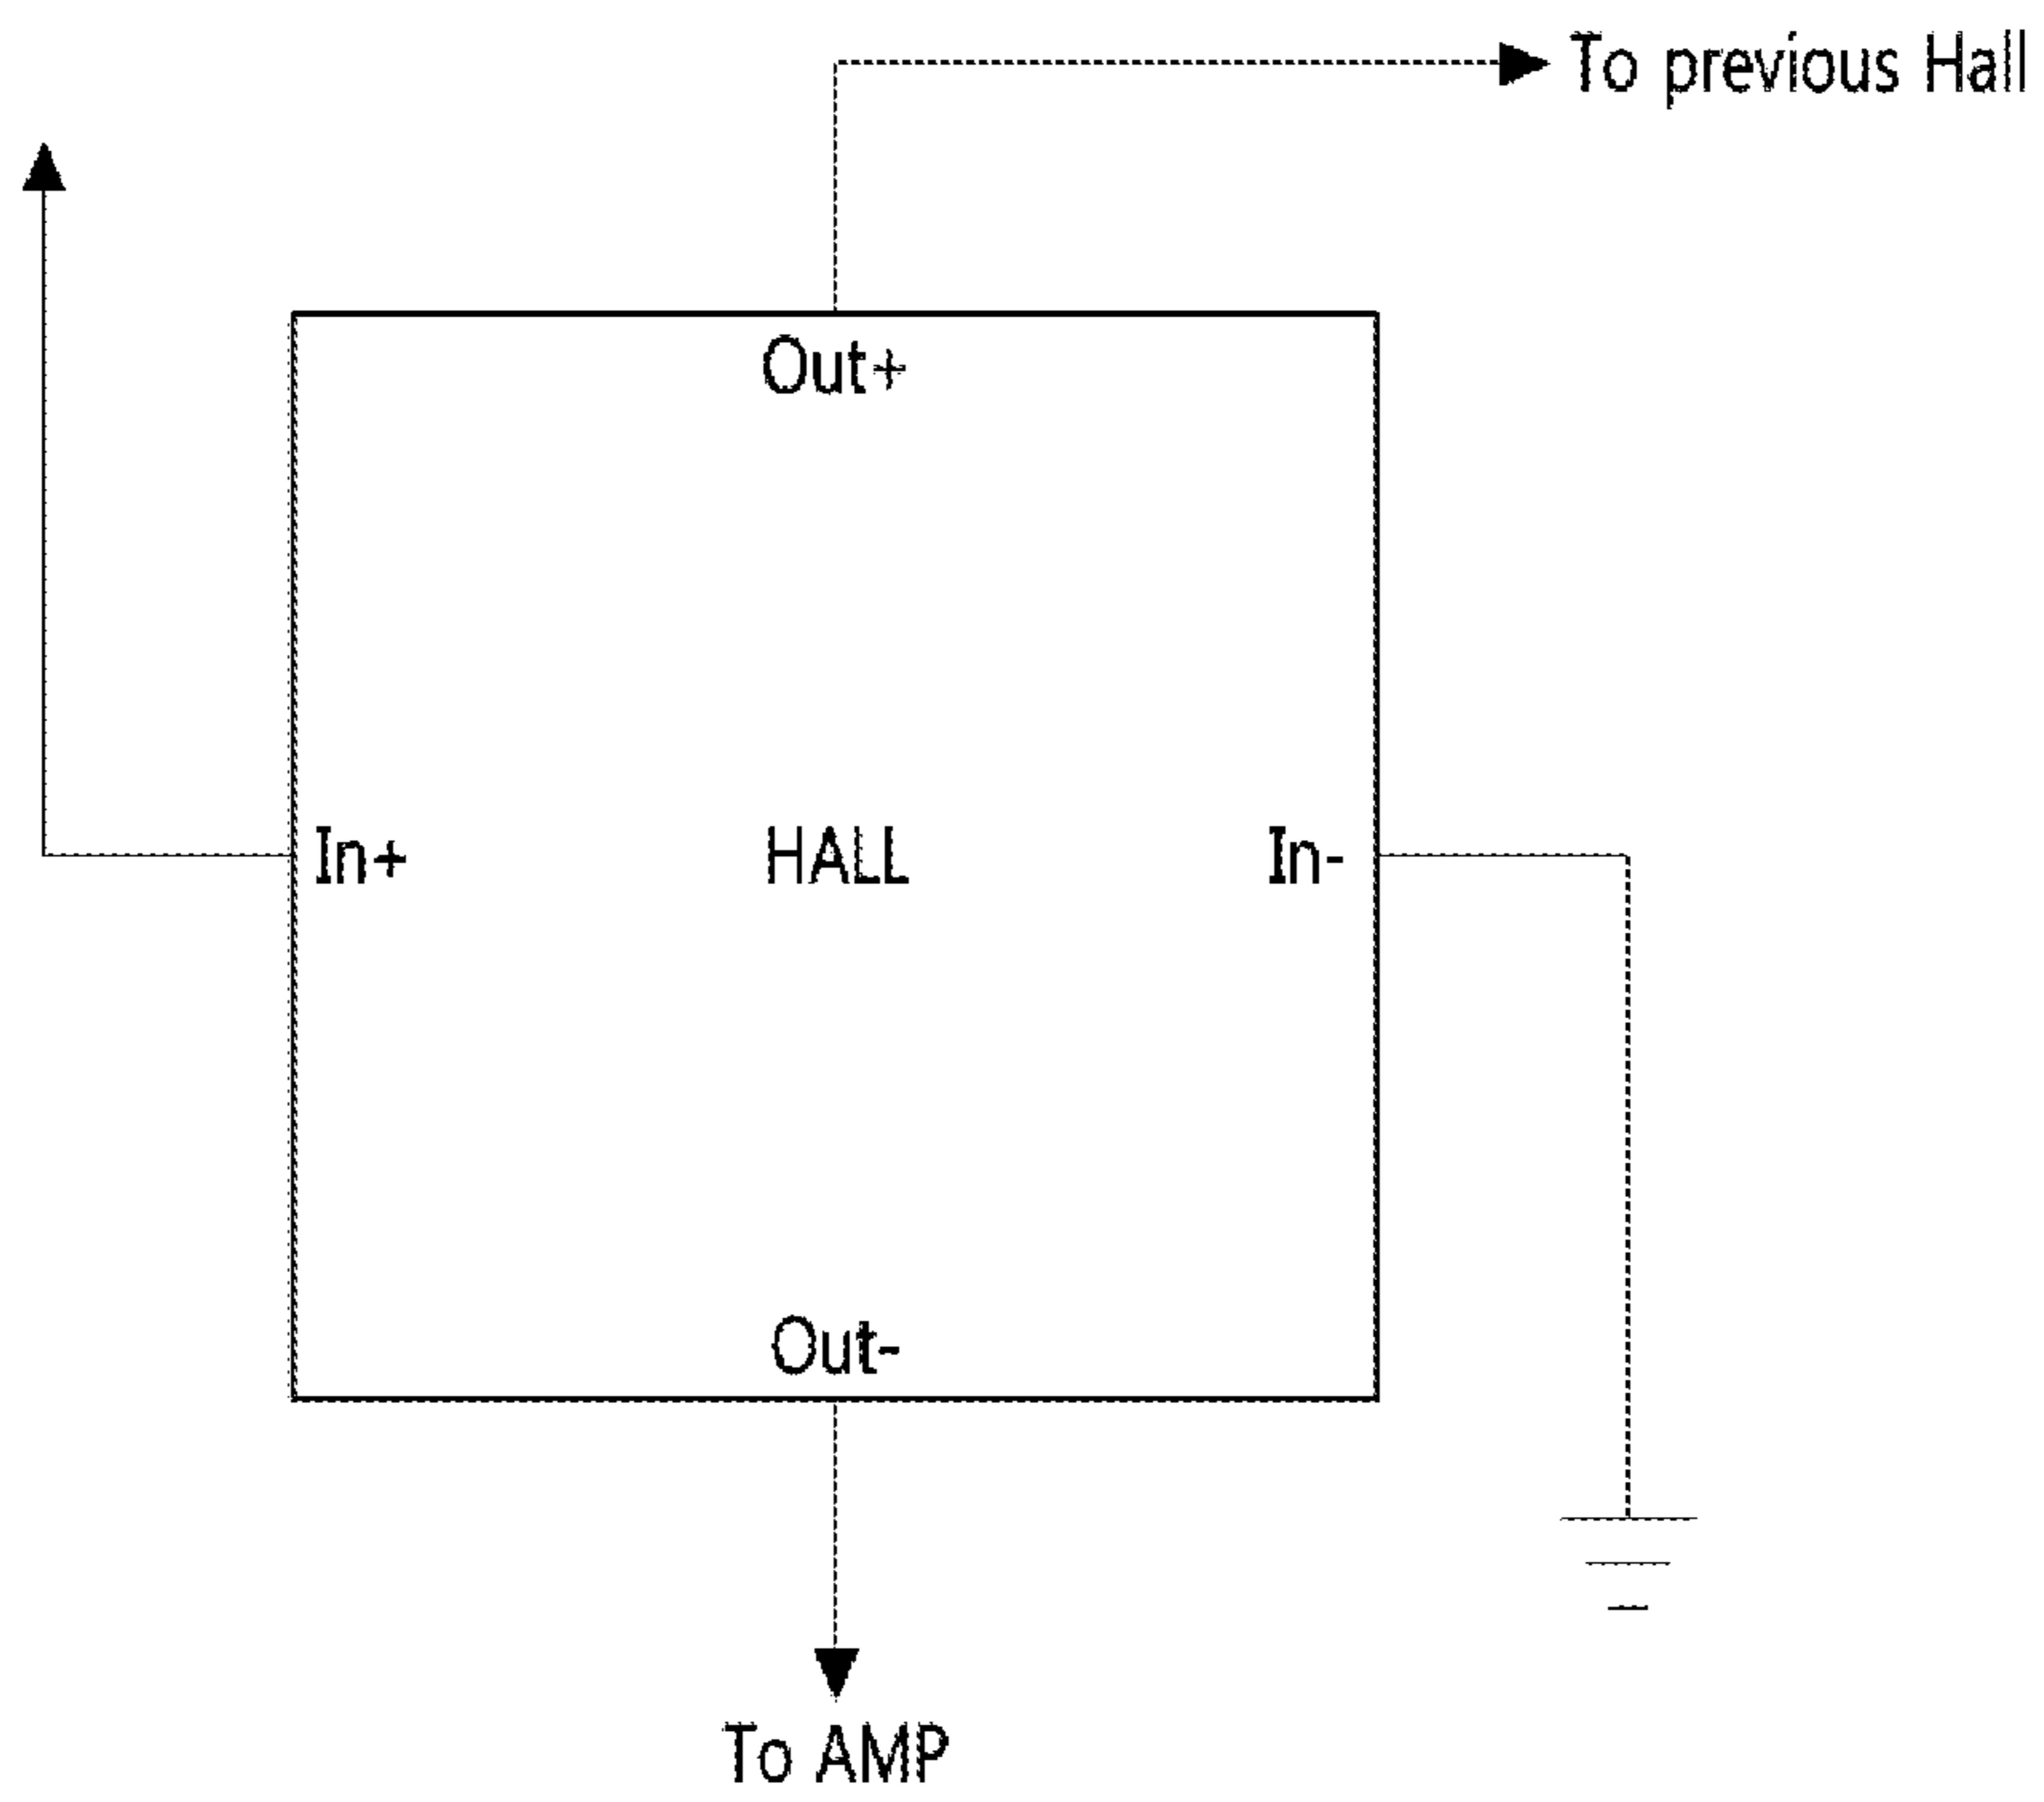 To previous Hall
Out+
In+
HALL
In-
Out-
To AMP